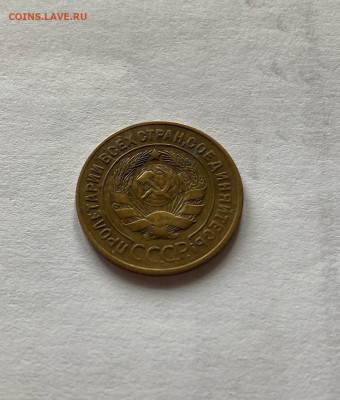 COINS.LAVE.RU
ПРОЛЕТАРИИ ВСЕХ СТРАН, СОЕДИНЯЙТЕСЬ!
СССР